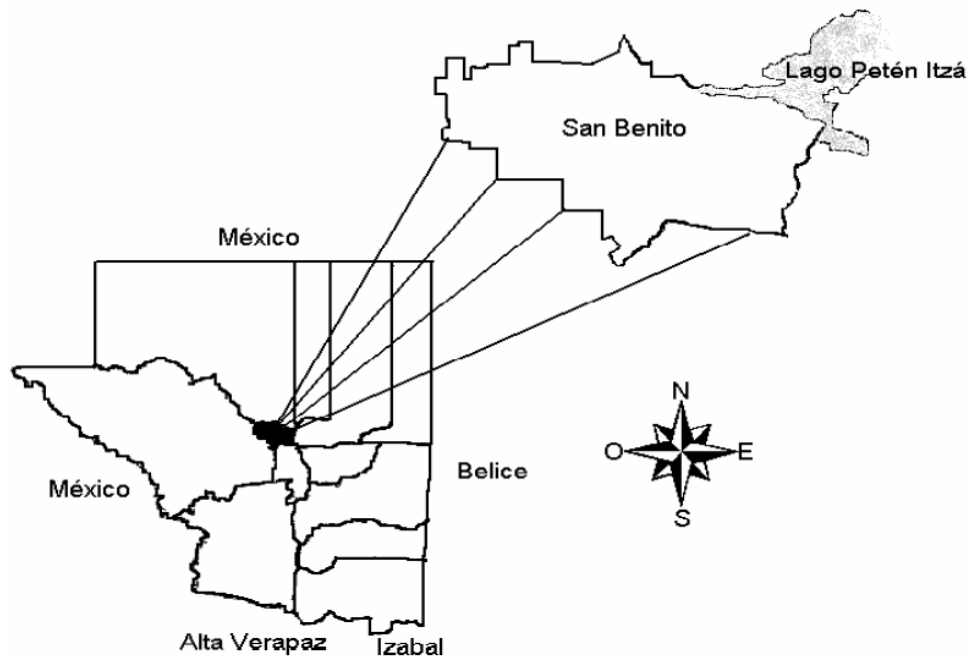 Lago Petén Itzá
San Benito
México
N
O
E
S
México
Belice
Alta Verapaz
Izabal